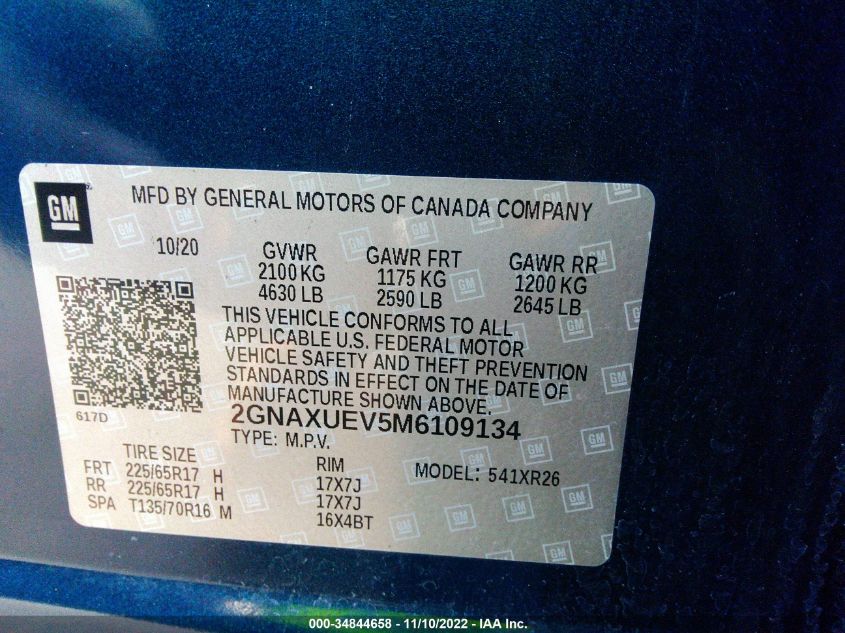 GM
MFD BY GENERAL MOTORS OF CANADA COMPANY
10/20 GVWR GAWR FRT GAWR RR
2100 KG 1175 KG 1200 KG
4630 LB 2590 LB 2645 LB
THIS VEHICLE CONFORMS TO ALL
APPLICABLE U.S. FEDERAL MOTOR
VEHICLE SAFETY AND THEFT PREVENTION
STANDARDS IN EFFECT ON THE DATE OF
MANUFACTURE SHOWN ABOVE.
617D
2GNAXUEV5M6109134
TYPE: M.P.V.
TIRE SIZE RIM MODEL: 541XR26
FRT 225/65R17 H 17X7J
RR 225/65R17 H 17X7J
SPA T135/70R16 M 16X4BT
000-34844658 - 11/10/2022 - IAA Inc.